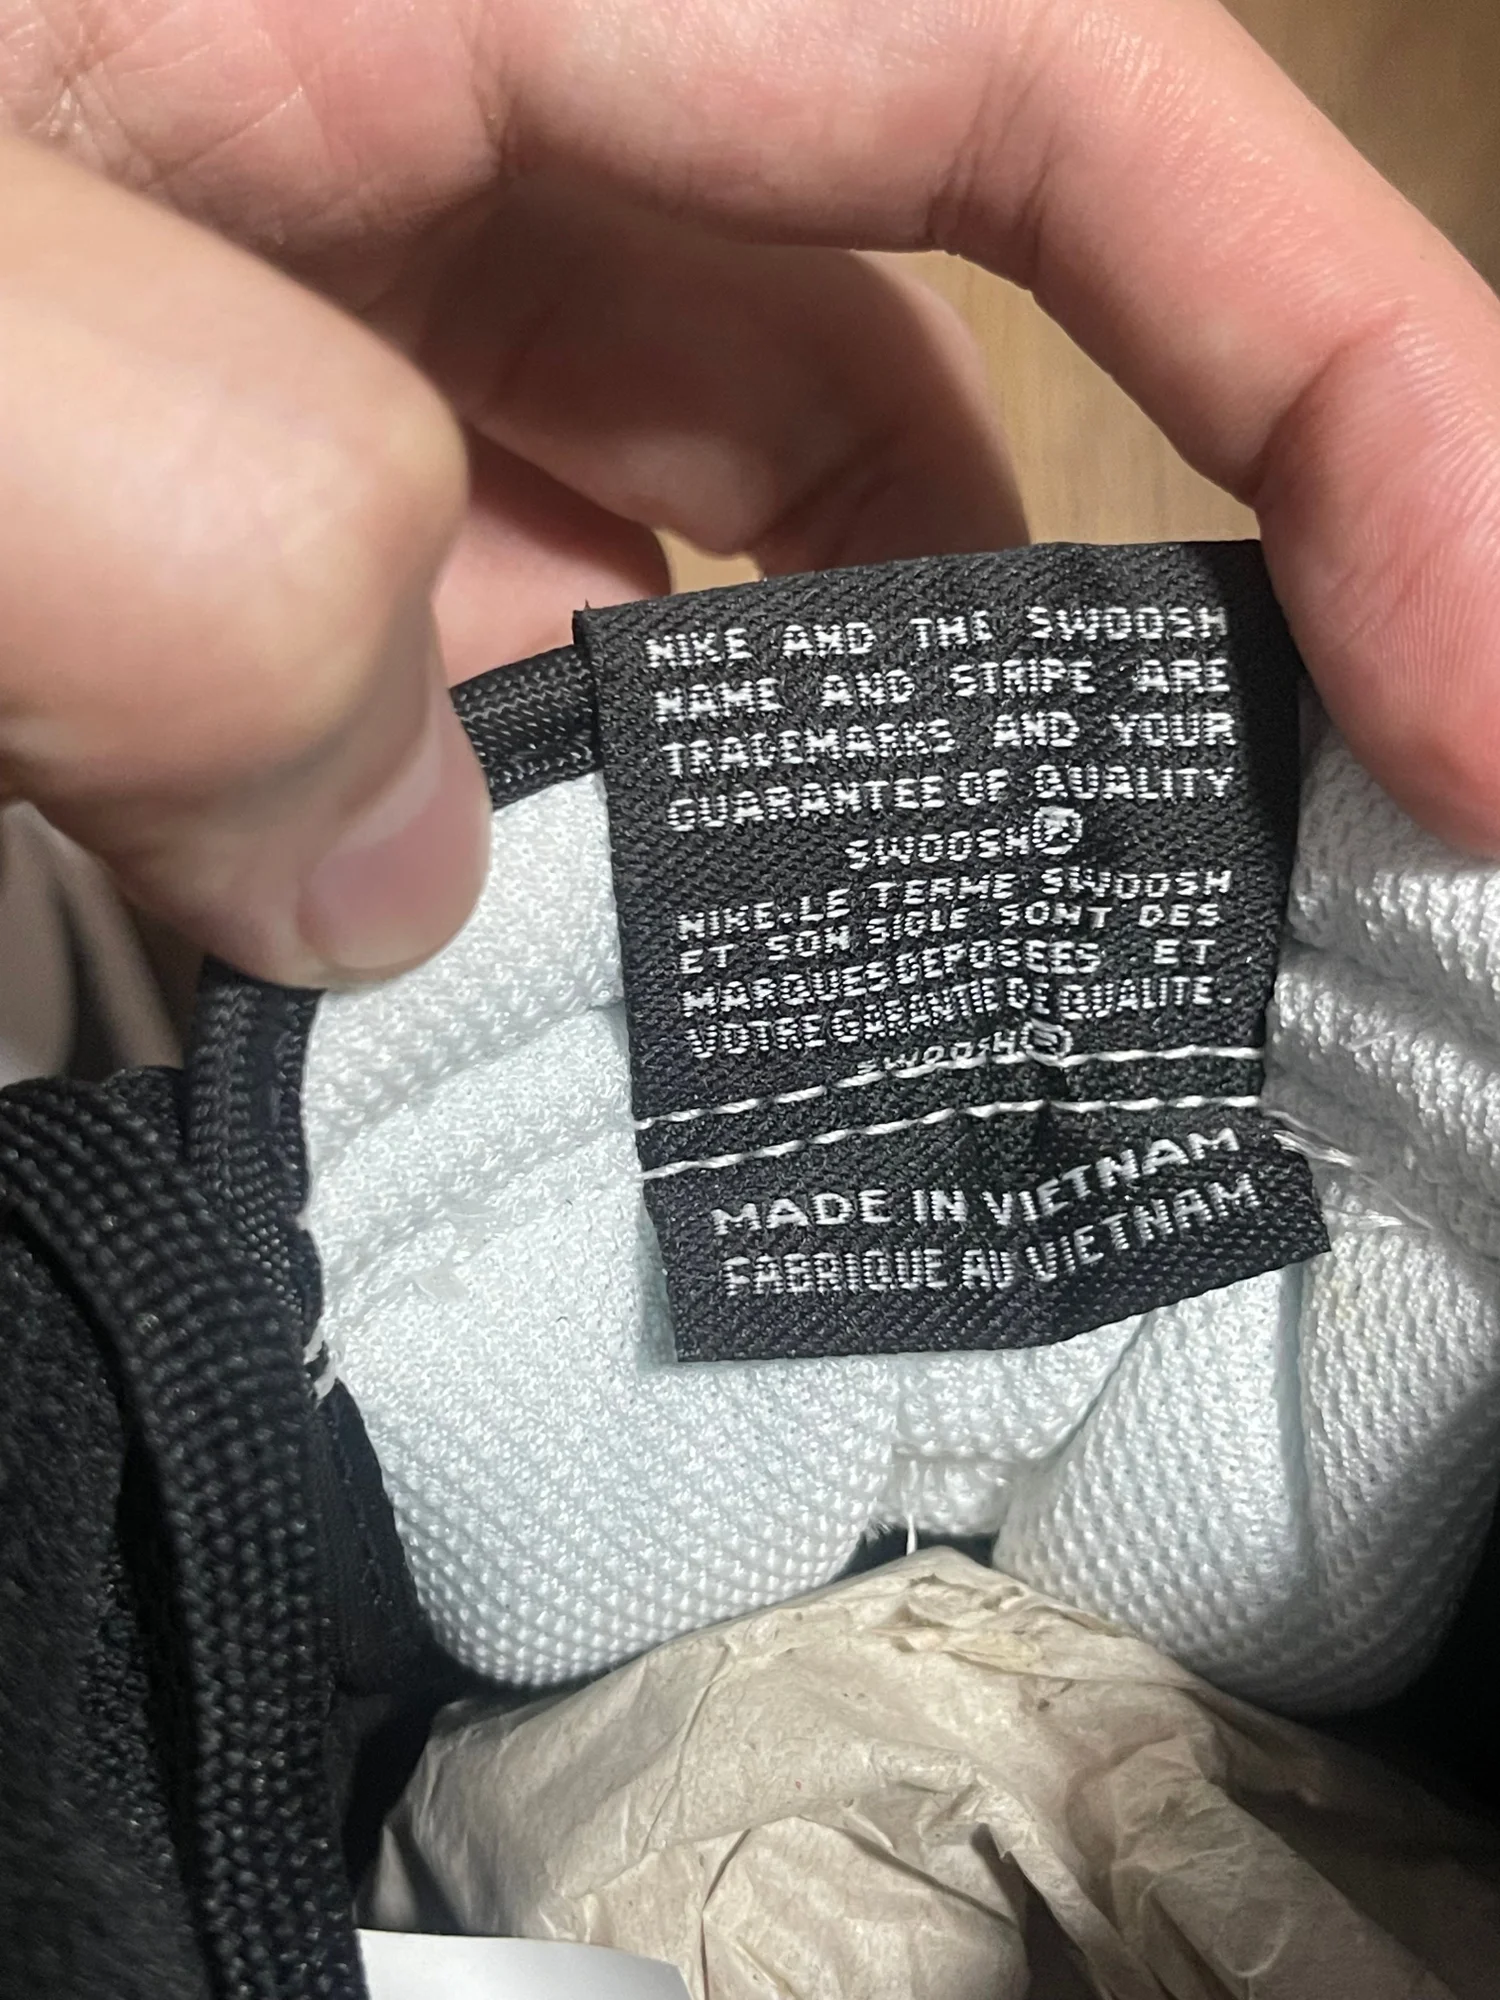 NIKE AND THE SWOOSH
NAME AND STRIPE ARE
TRADEMARKS AND YOUR
GUARANTEE OF QUALITY
SWOOSH®
NIKE-LE TERME SWOOSH
ET SON SIGLE SONT DES
MARQUES DEPOSEES ET
VOTRE GARANTIE DE QUALITE.
SWOOSH®
MADE IN VIETNAM
FABRIQUE AU VIETNAM